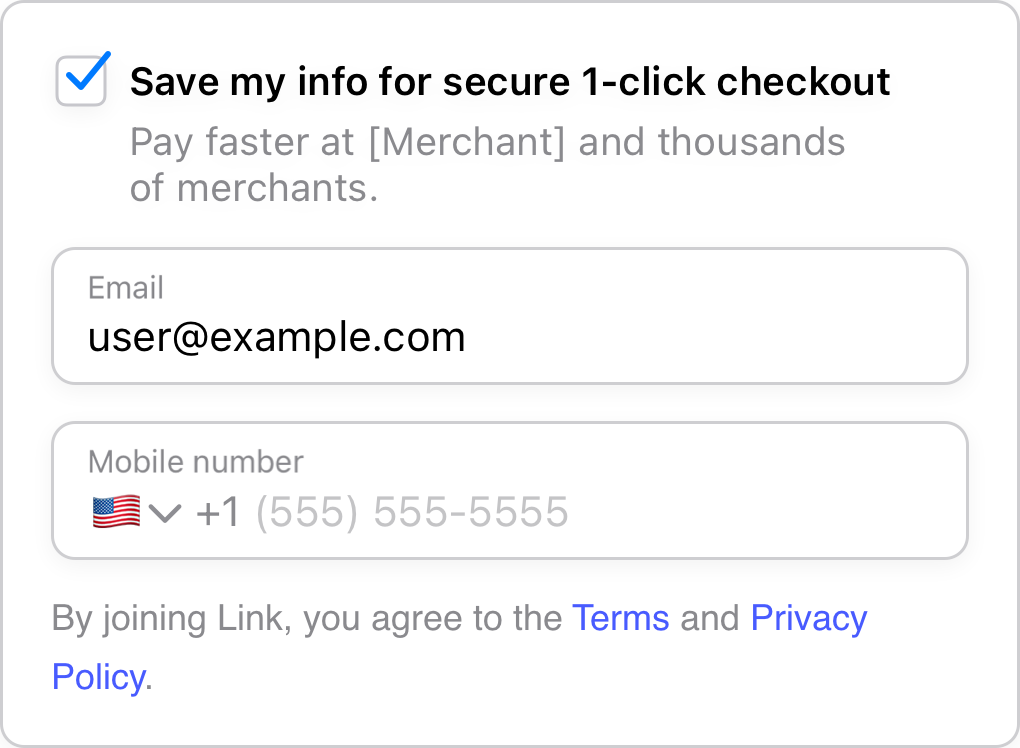 Save my info for secure 1-click checkout
Pay faster at [Merchant] and thousands
of merchants.
Email
user@example.com
Mobile number
+1 (555) 555-5555
By joining Link, you agree to the Terms and Privacy
Policy.